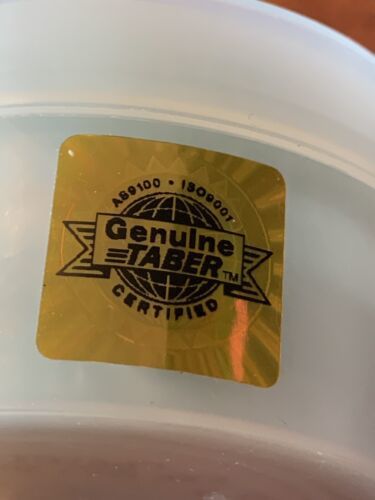 AS9100 • ISO9001
Genuine
TABER™
CERTIFIED